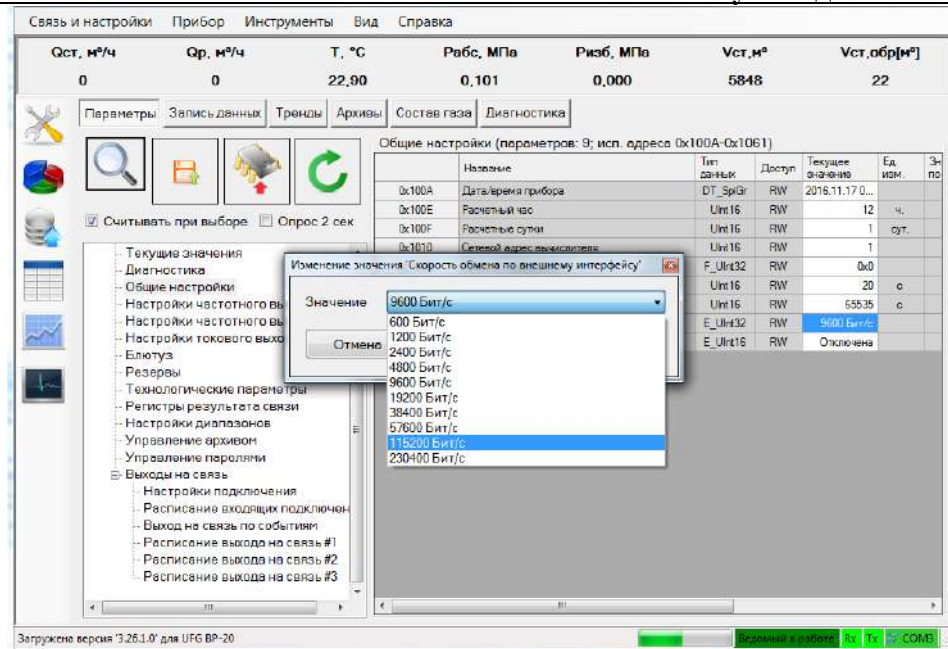 Связь и настройки Прибор Инструменты Вид Справка
Qст, м³/ч Qр, м³/ч T, °C Рабс, МПа Ризб, МПа Vст,м³ Vст,обр[м³]
0 0 22,90 0,101 0,000 5848 22
Параметры Запись данных Тренды Архивы Состав газа Диагностика
Общие настройки (параметров: 9; исп. адреса 0x100A-0x1061)
Название Тип данных Доступ Текущее значение Ед. изм. Зн по
0x100A Дата/время прибора DT_SpiGr RW 2016.11.17 0...
0x100E Расчетный час UInt16 RW 12 ч.
0x100F Расчетные сутки UInt16 RW 1 сут.
0x1010 Сетевой адрес вычислителя UInt16 RW 1
F_UInt32 RW 0x0
UInt16 RW 20 с
UInt16 RW 65535 с
E_UInt32 RW 9600 Бит/с
E_UInt16 RW Отключена
Считывать при выборе Опрос 2 сек
Текущие значения
Диагностика
Общие настройки
Настройки частотного вы
Настройки частотного вы
Настройки токового выхо
Блютуз
Резервы
Технологические параметры
Регистры результата связи
Настройки диапазонов
Управление архивом
Управление паролями
Выходы на связь
Настройки подключения
Расписание входящих подключен
Выход на связь по событиям
Расписание выхода на связь #1
Расписание выхода на связь #2
Расписание выхода на связь #3
Изменение значения "Скорость обмена по внешнему интерфейсу"
Значение 9600 Бит/с
Отмена
600 Бит/с
1200 Бит/с
2400 Бит/с
4800 Бит/с
9600 Бит/с
19200 Бит/с
38400 Бит/с
57600 Бит/с
115200 Бит/с
230400 Бит/с
Загружена версия '3.26.1.0' для UFG BP-20
Ведомый в работе Rx Tx COM3